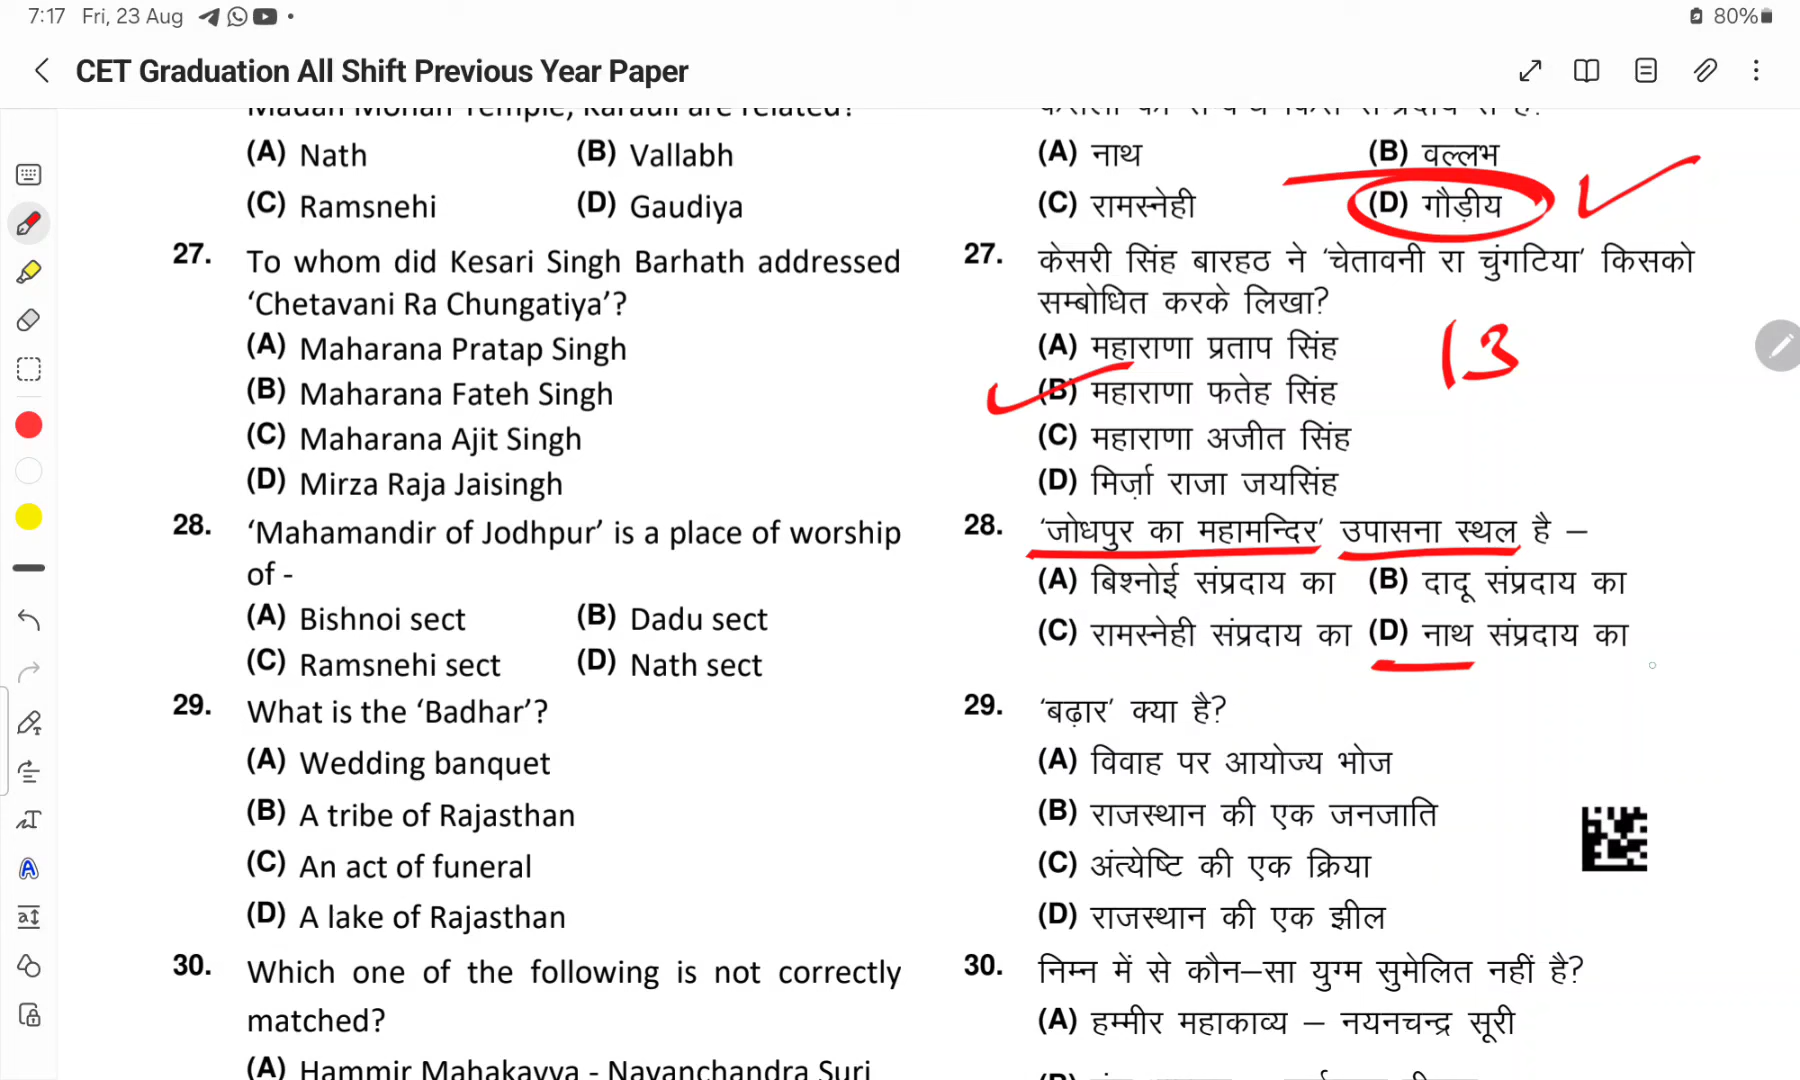 7:17 Fri, 23 Aug
80%
CET Graduation All Shift Previous Year Paper
Madan Mohan Temple, Karauli are related?
(A) Nath (B) Vallabh
(C) Ramsnehi (D) Gaudiya
27. To whom did Kesari Singh Barhath addressed
‘Chetavani Ra Chungatiya’?
(A) Maharana Pratap Singh
(B) Maharana Fateh Singh
(C) Maharana Ajit Singh
(D) Mirza Raja Jaisingh
28. ‘Mahamandir of Jodhpur’ is a place of worship
of -
(A) Bishnoi sect (B) Dadu sect
(C) Ramsnehi sect (D) Nath sect
29. What is the ‘Badhar’?
(A) Wedding banquet
(B) A tribe of Rajasthan
(C) An act of funeral
(D) A lake of Rajasthan
30. Which one of the following is not correctly
matched?
(A) Hammir Mahakavya - Nayanchandra Suri
(A) नाथ (B) वल्लभ
(C) रामस्नेही (D) गौड़ीय
27. केसरी सिंह बारहठ ने ‘चेतावनी रा चुंगटिया’ किसको
सम्बोधित करके लिखा?
(A) महाराणा प्रताप सिंह
13
(B) महाराणा फतेह सिंह
(C) महाराणा अजीत सिंह
(D) मिर्ज़ा राजा जयसिंह
28. ‘जोधपुर का महामन्दिर’ उपासना स्थल है –
(A) बिश्नोई संप्रदाय का (B) दादू संप्रदाय का
(C) रामस्नेही संप्रदाय का (D) नाथ संप्रदाय का
29. ‘बढ़ार’ क्या है?
(A) विवाह पर आयोज्य भोज
(B) राजस्थान की एक जनजाति
(C) अंत्येष्टि की एक क्रिया
(D) राजस्थान की एक झील
30. निम्न में से कौन–सा युग्म सुमेलित नहीं है?
(A) हम्मीर महाकाव्य – नयनचन्द्र सूरी